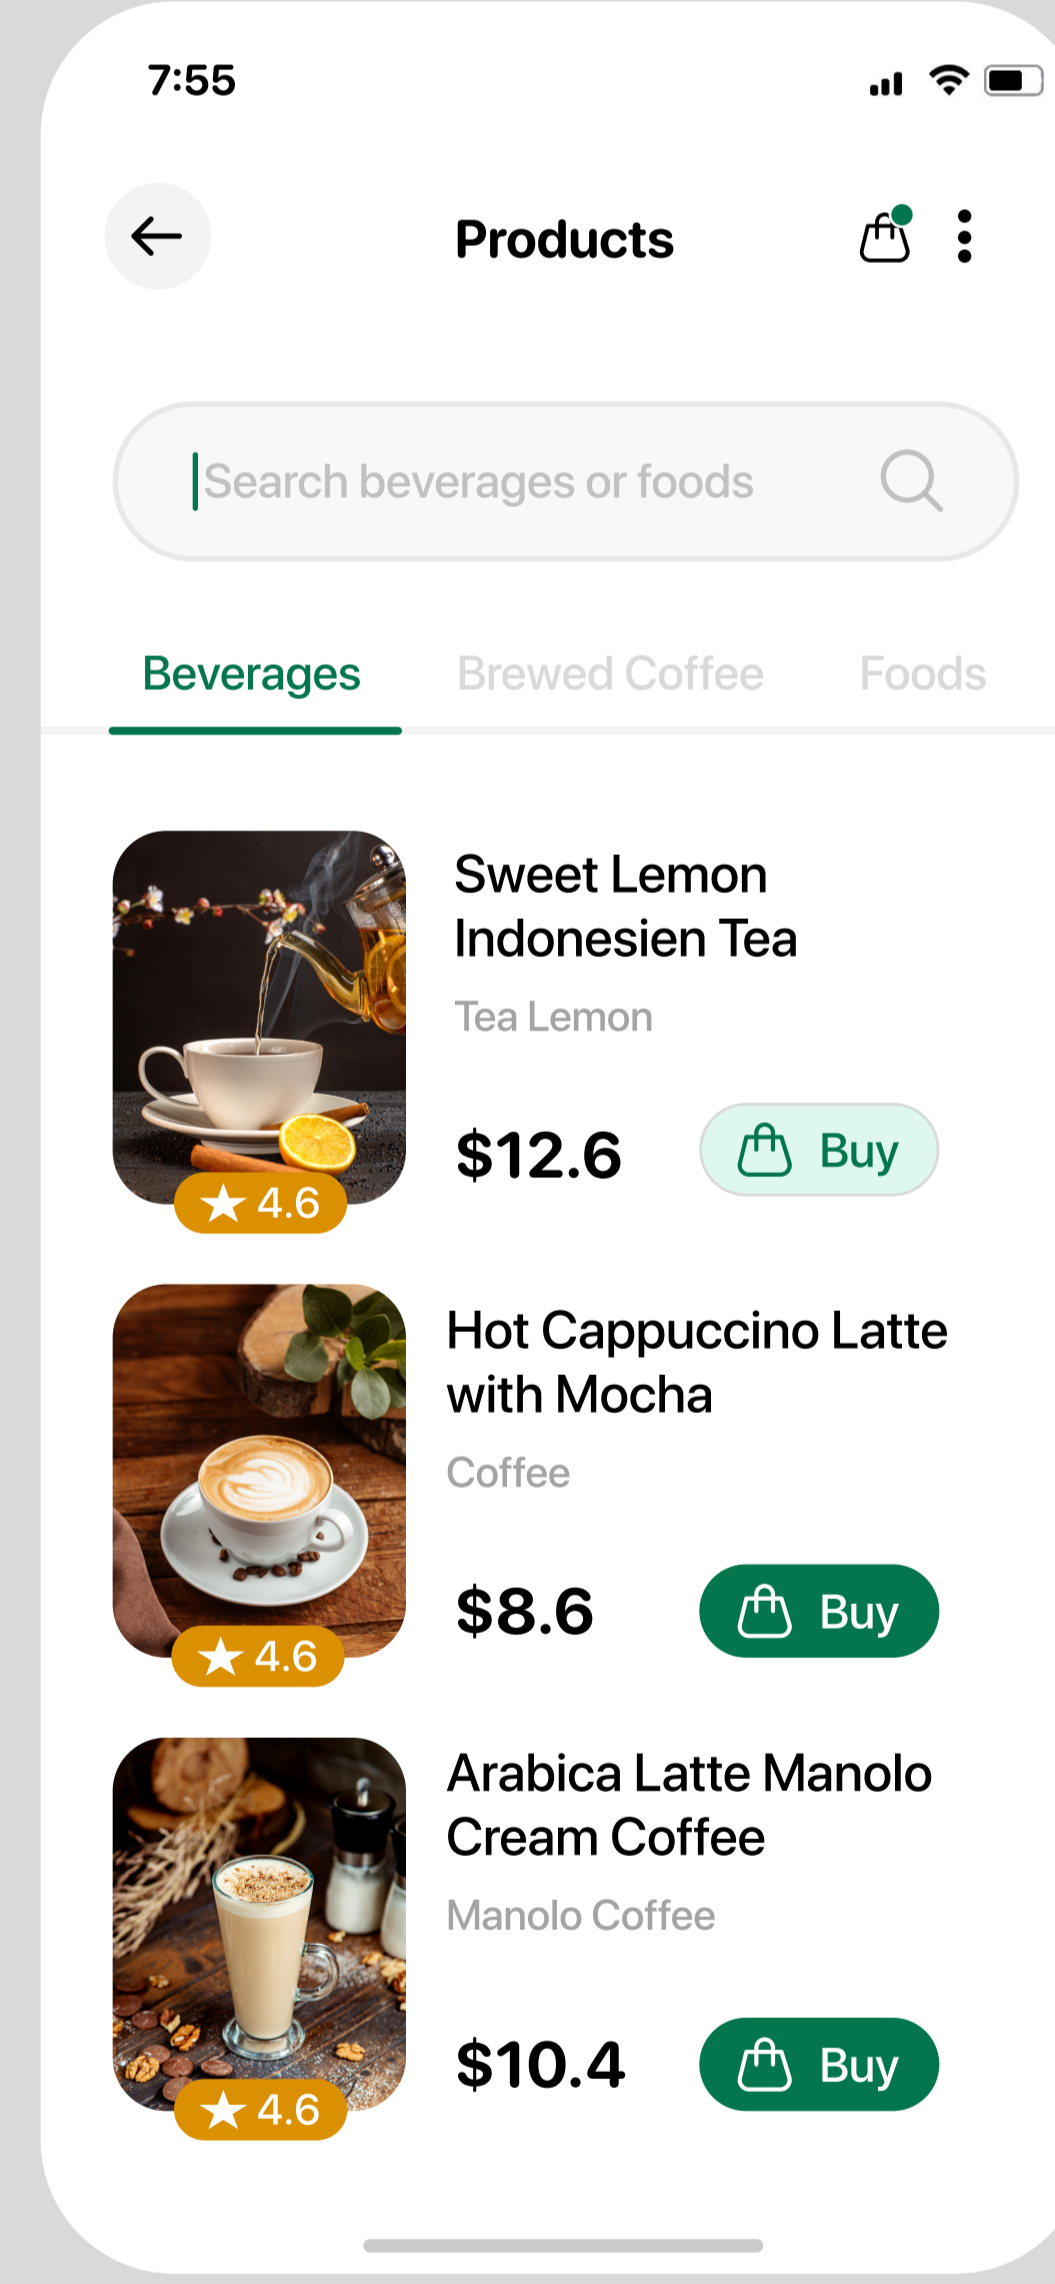 7:55
Products
Search beverages or foods
Beverages
Brewed Coffee
Foods
Sweet Lemon
Indonesien Tea
Tea Lemon
$12.6
Buy
4.6
Hot Cappuccino Latte
with Mocha
Coffee
$8.6
Buy
4.6
Arabica Latte Manolo
Cream Coffee
Manolo Coffee
$10.4
Buy
4.6